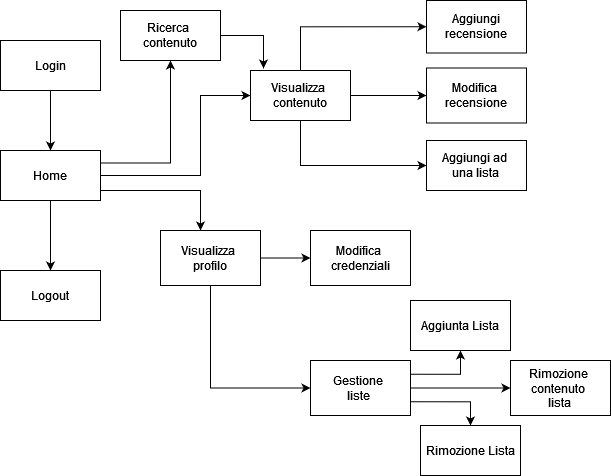 Ricerca
contenuto
Aggiungi
recensione
Login
Visualizza
contenuto
Modifica
recensione
Home
Aggiungi ad
una lista
Visualizza
profilo
Modifica
credenziali
Logout
Aggiunta Lista
Gestione
liste
Rimozione
contenuto
lista
Rimozione Lista